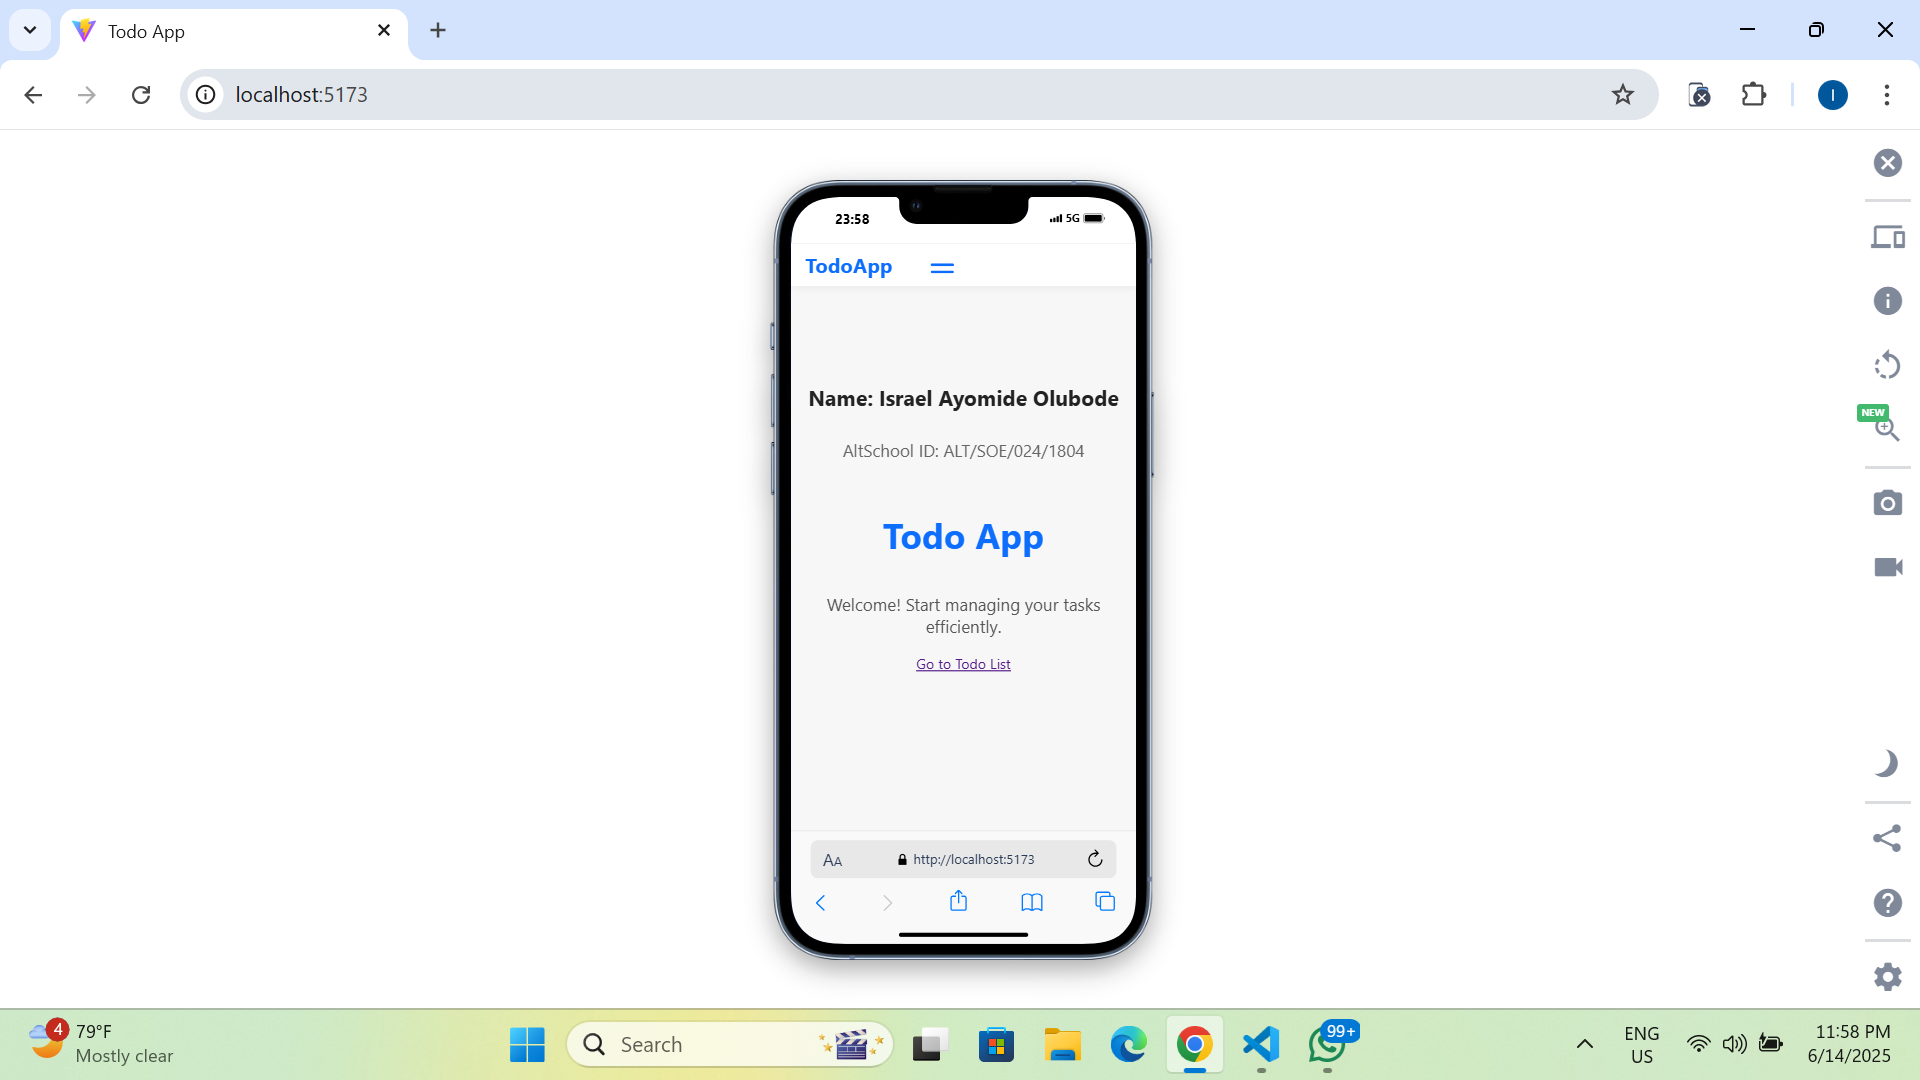 Todo App
localhost:5173
I
23:58
5G
TodoApp
Name: Israel Ayomide Olubode
AltSchool ID: ALT/SOE/024/1804
Todo App
Welcome! Start managing your tasks
efficiently.
Go to Todo List
AA
http://localhost:5173
NEW
4
79°F
Mostly clear
Search
99+
ENG
US
11:58 PM
6/14/2025